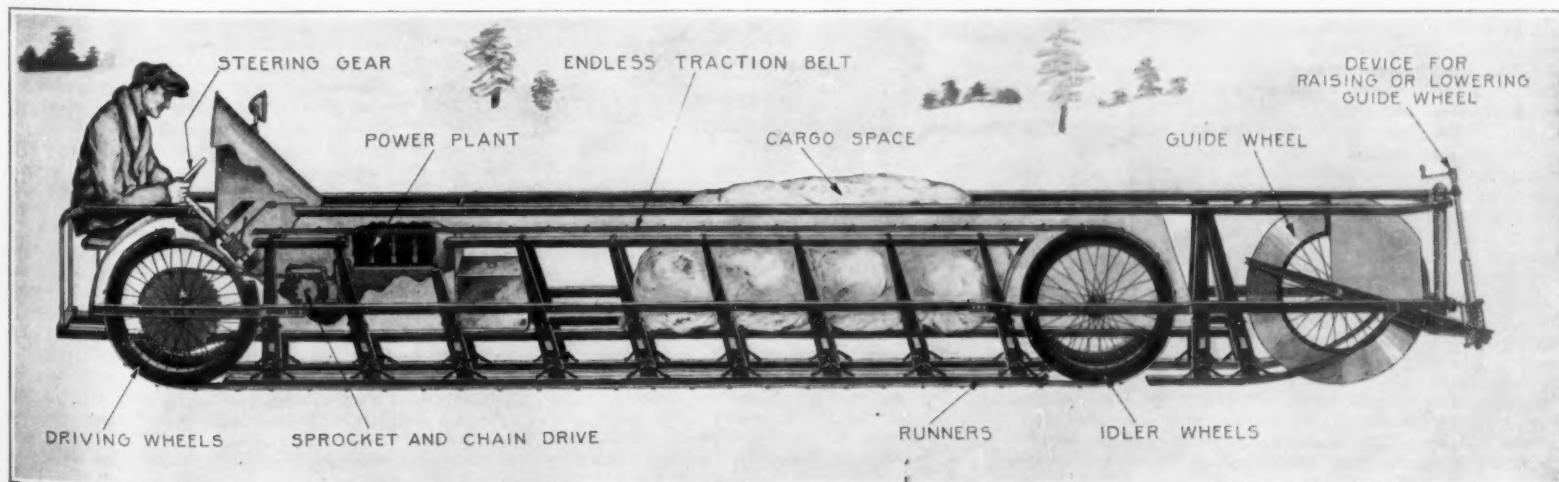 STEERING GEAR
ENDLESS TRACTION BELT
DEVICE FOR
RAISING OR LOWERING
GUIDE WHEEL
POWER PLANT
CARGO SPACE
GUIDE WHEEL
DRIVING WHEELS
SPROCKET AND CHAIN DRIVE
RUNNERS
IDLER WHEELS